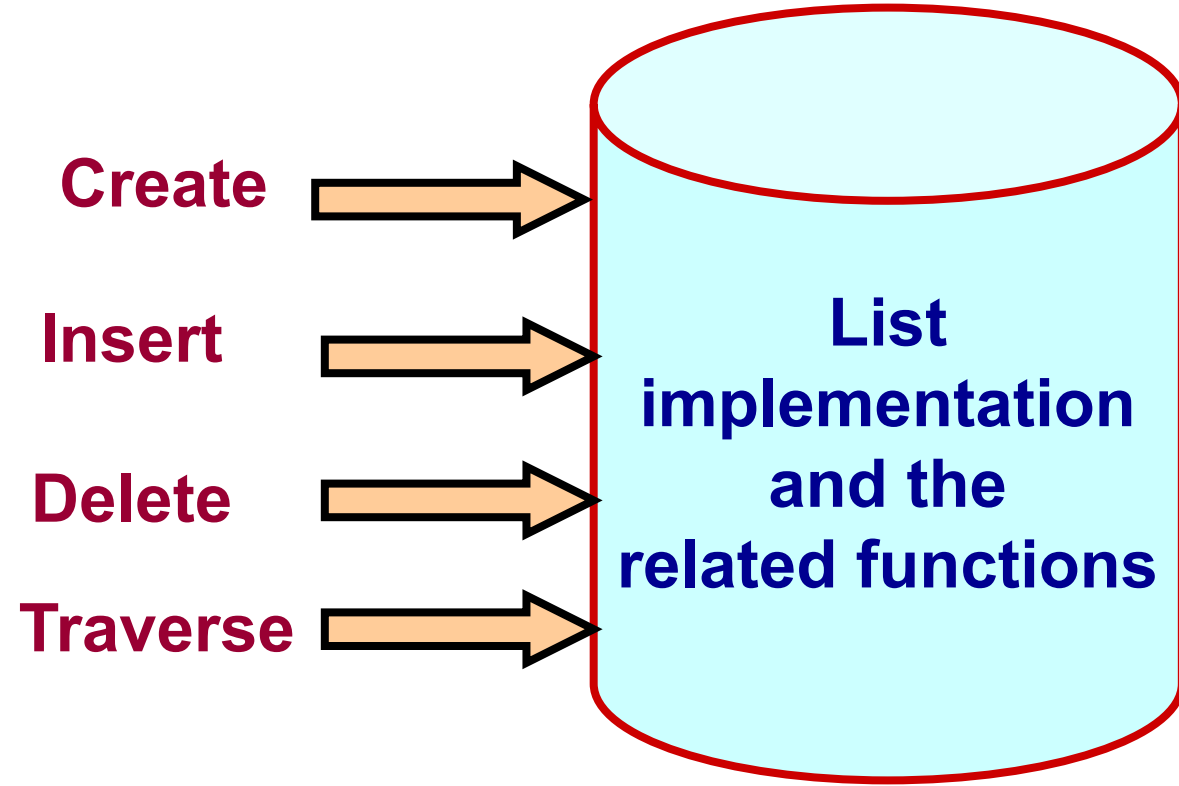 Create
Insert
Delete
Traverse
List
implementation
and the
related functions